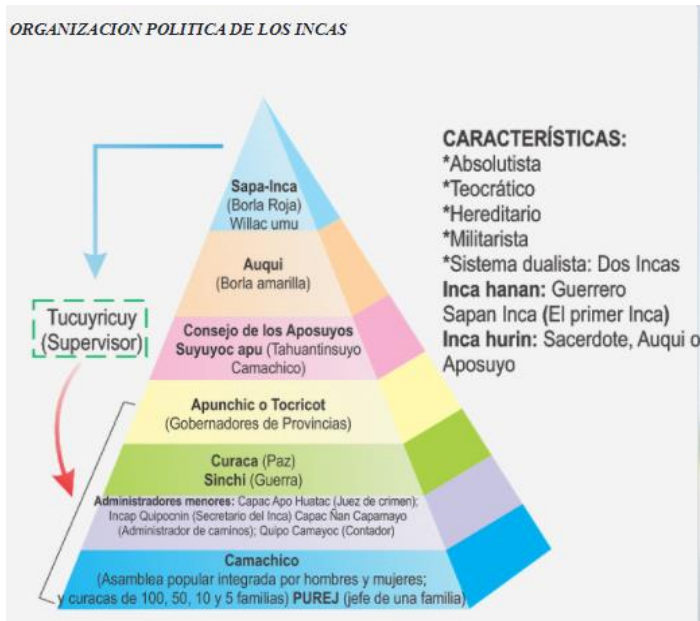 ORGANIZACION POLITICA DE LOS INCAS
Sapa-Inca
(Borla Roja)
Willac umu
Auqui
(Borla amarilla)
Consejo de los Aposuyos
Suyuyoc apu (Tahuantinsuyo
Camachico)
Apunchic o Tocricot
(Gobernadores de Provincias)
Curaca (Paz)
Sinchi (Guerra)
Administradores menores: Capac Apo Huatac (Juez de crimen);
Incap Quipocnin (Secretario del Inca) Capac Ñan Capamayo
(Administrador de caminos); Quipo Camayoc (Contador)
Camachico
(Asamblea popular integrada por hombres y mujeres;
y curacas de 100, 50, 10 y 5 familias) PUREJ (jefe de una familia)
Tucuyricuy
(Supervisor)
CARACTERÍSTICAS:
*Absolutista
*Teocrático
*Hereditario
*Militarista
*Sistema dualista: Dos Incas
Inca hanan: Guerrero
Sapan Inca (El primer Inca)
Inca hurin: Sacerdote, Auqui o
Aposuyo